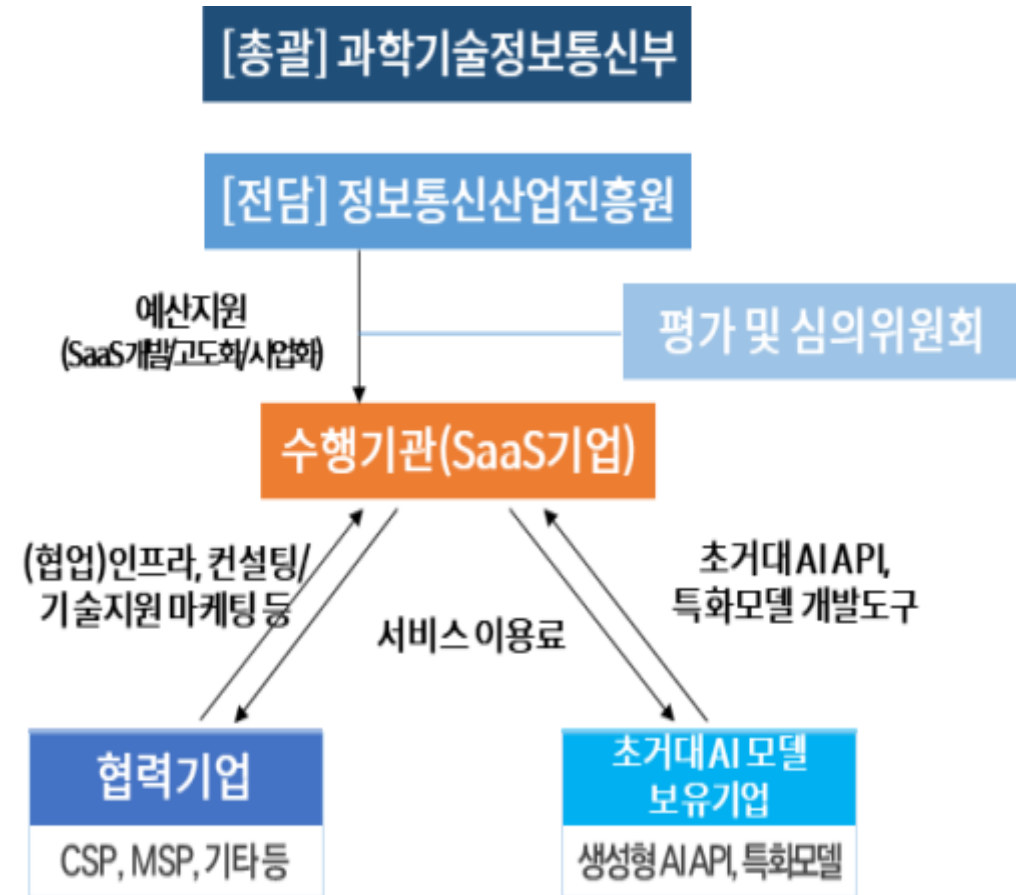 [총괄] 과학기술정보통신부
[전담] 정보통신산업진흥원
예산지원
(SaaS개발/고도화/사업화)
평가 및 심의위원회
수행기관(SaaS기업)
(협업)인프라, 컨설팅/
기술지원 마케팅 등
서비스 이용료
초거대 AI API,
특화모델 개발도구
협력기업
CSP, MSP, 기타 등
초거대 AI 모델
보유기업
생성형 AI API, 특화모델